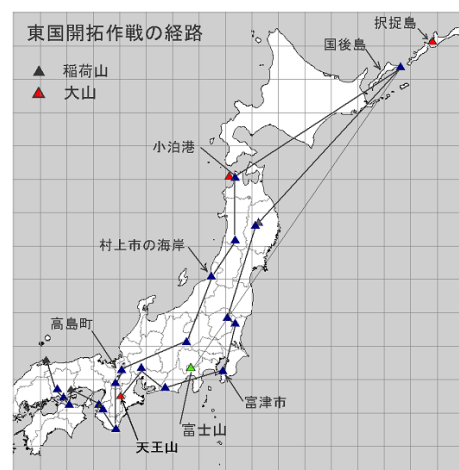 東国開拓作戦の経路
択捉島
国後島
稲荷山
大山
小泊港
村上市の海岸
高島町
富津市
富士山
天王山